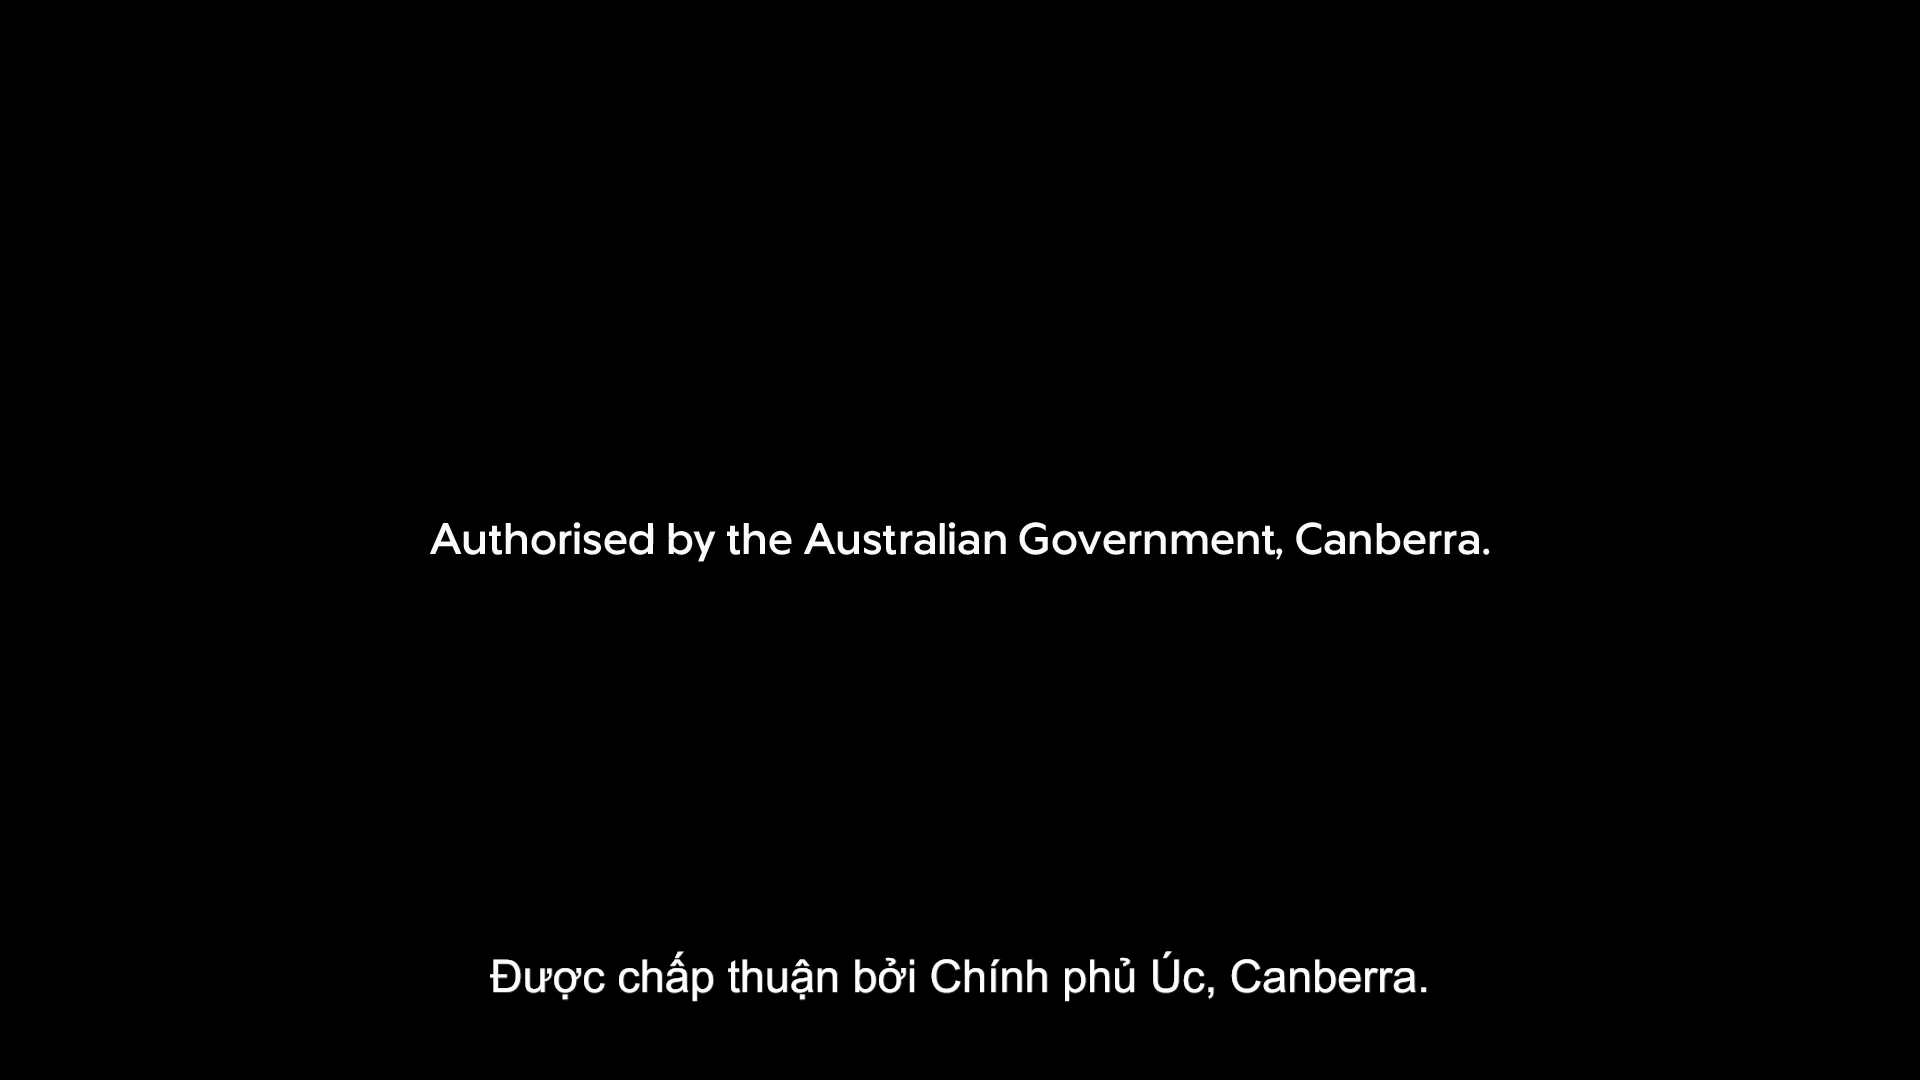 Authorised by the Australian Government, Canberra.
Được chấp thuận bởi Chính phủ Úc, Canberra.